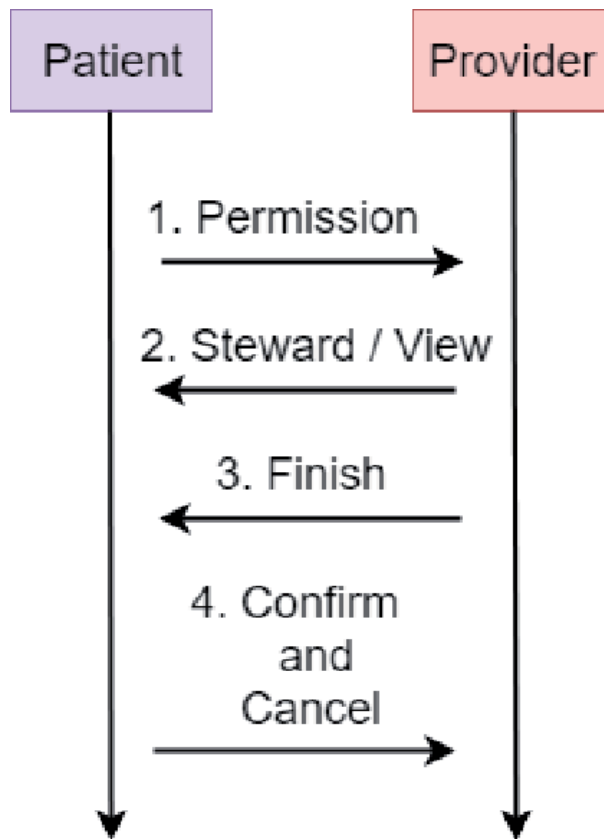 Patient
Provider
1. Permission
2. Steward / View
3. Finish
4. Confirm
and
Cancel